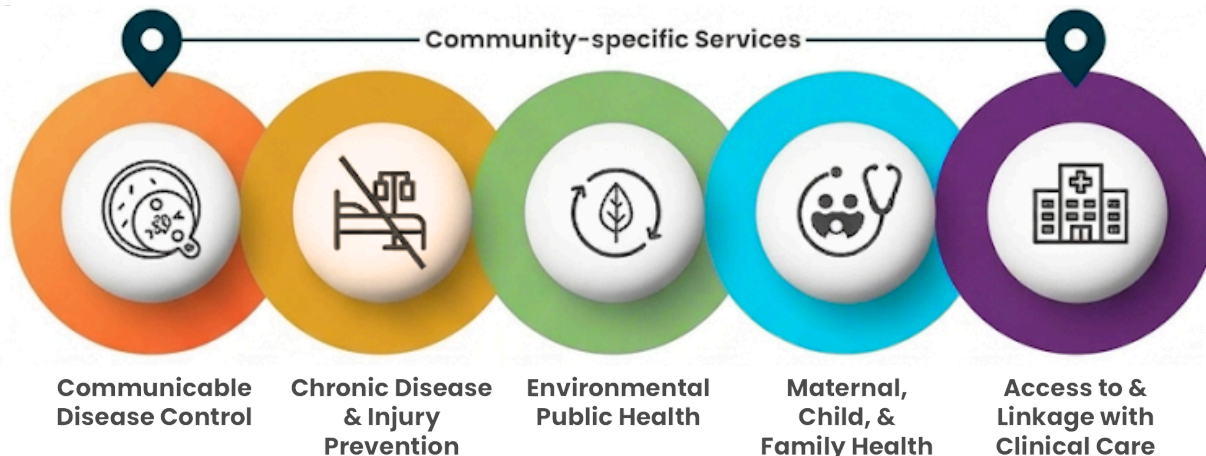 Community-specific Services
Communicable
Disease Control
Chronic Disease
& Injury
Prevention
Environmental
Public Health
Maternal,
Child, &
Family Health
Access to &
Linkage with
Clinical Care